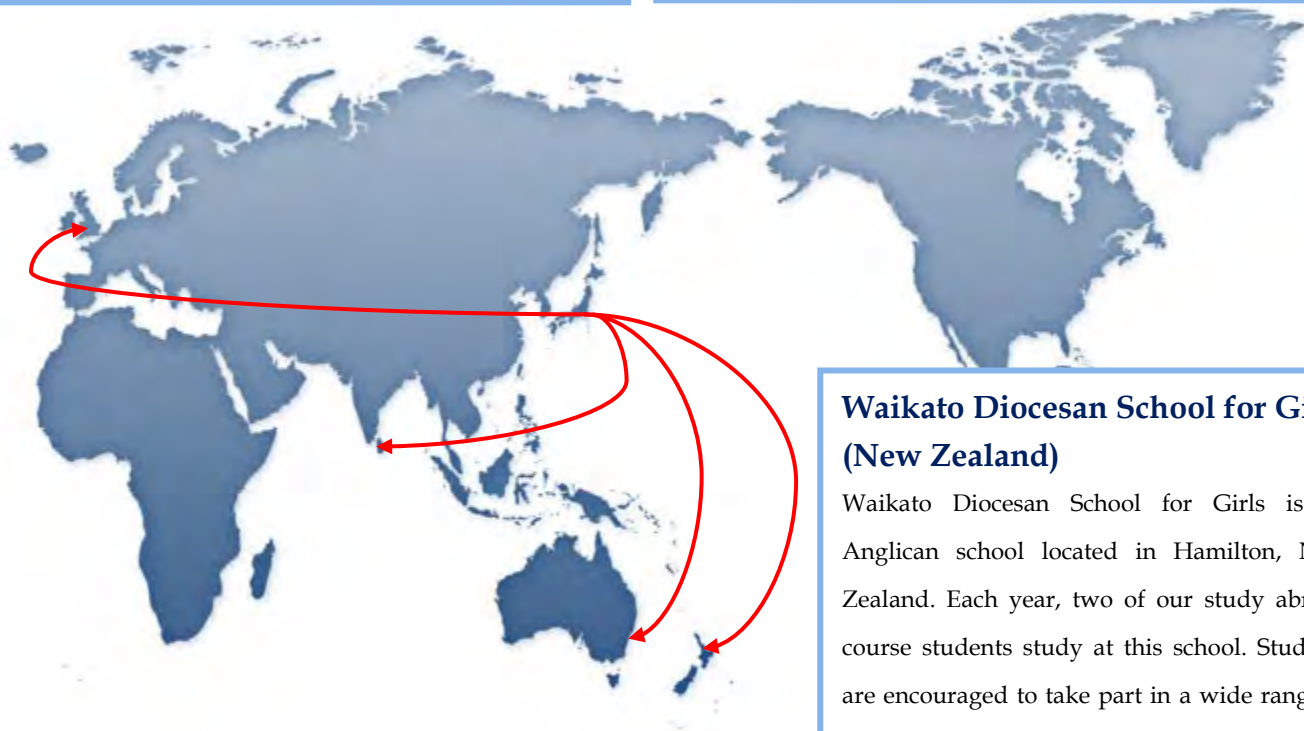 Waikato Diocesan School for Gi
(New Zealand)
Waikato Diocesan School for Girls is
Anglican school located in Hamilton, N
Zealand. Each year, two of our study abr
course students study at this school. Stud
are encouraged to take part in a wide rang